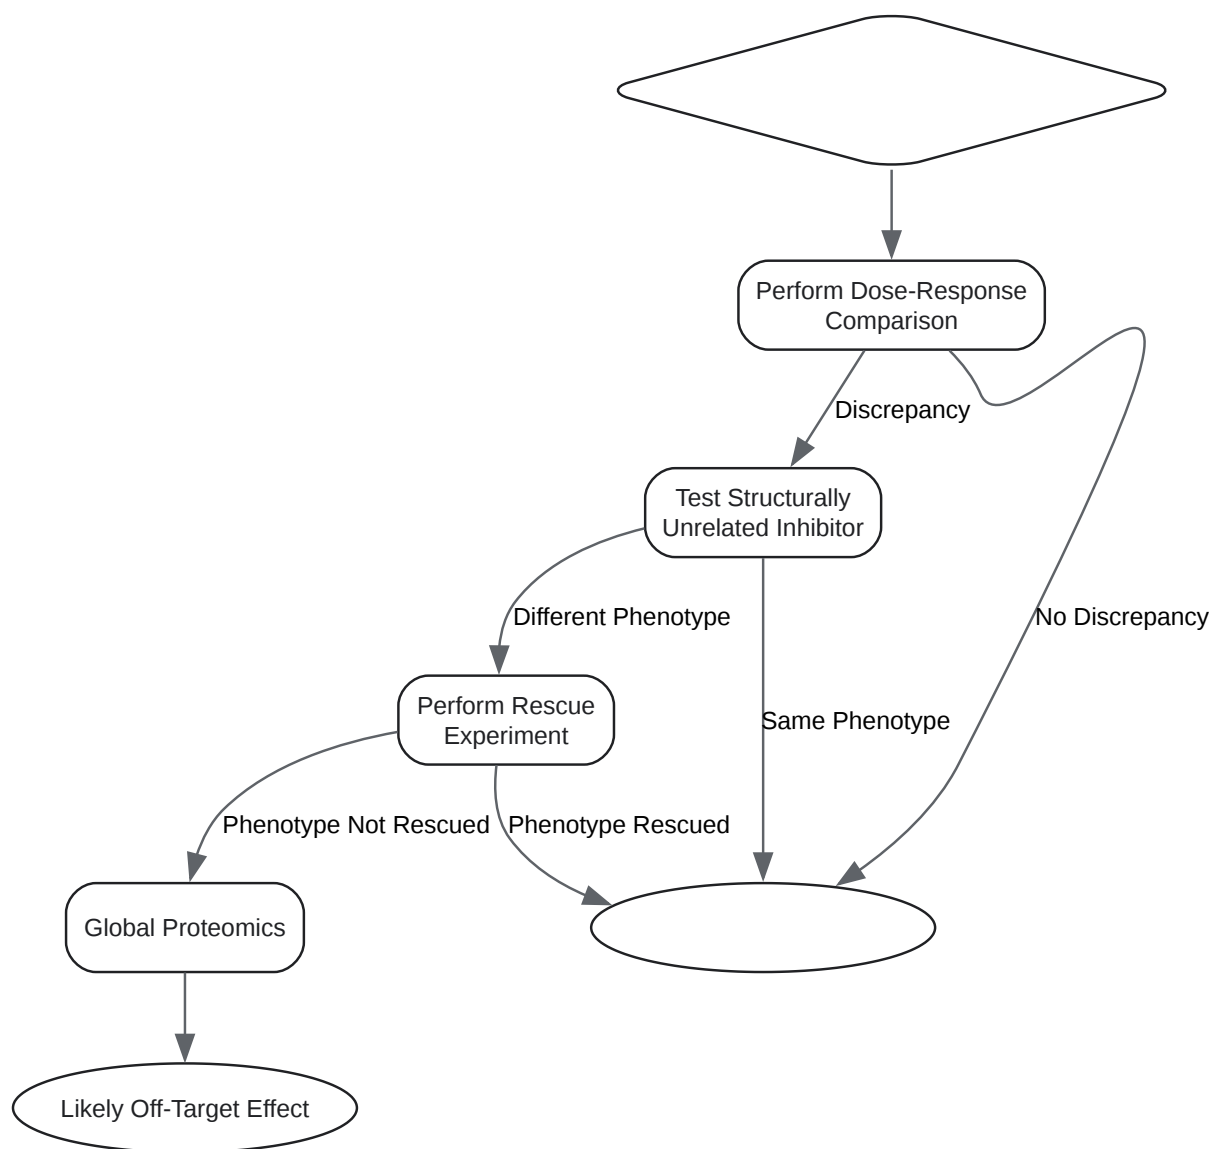 Perform Dose-Response
Comparison
Discrepancy
Test Structurally
Unrelated Inhibitor
Different Phenotype
No Discrepancy
Perform Rescue
Experiment
Same Phenotype
Phenotype Not Rescued
Phenotype Rescued
Global Proteomics
Likely Off-Target Effect